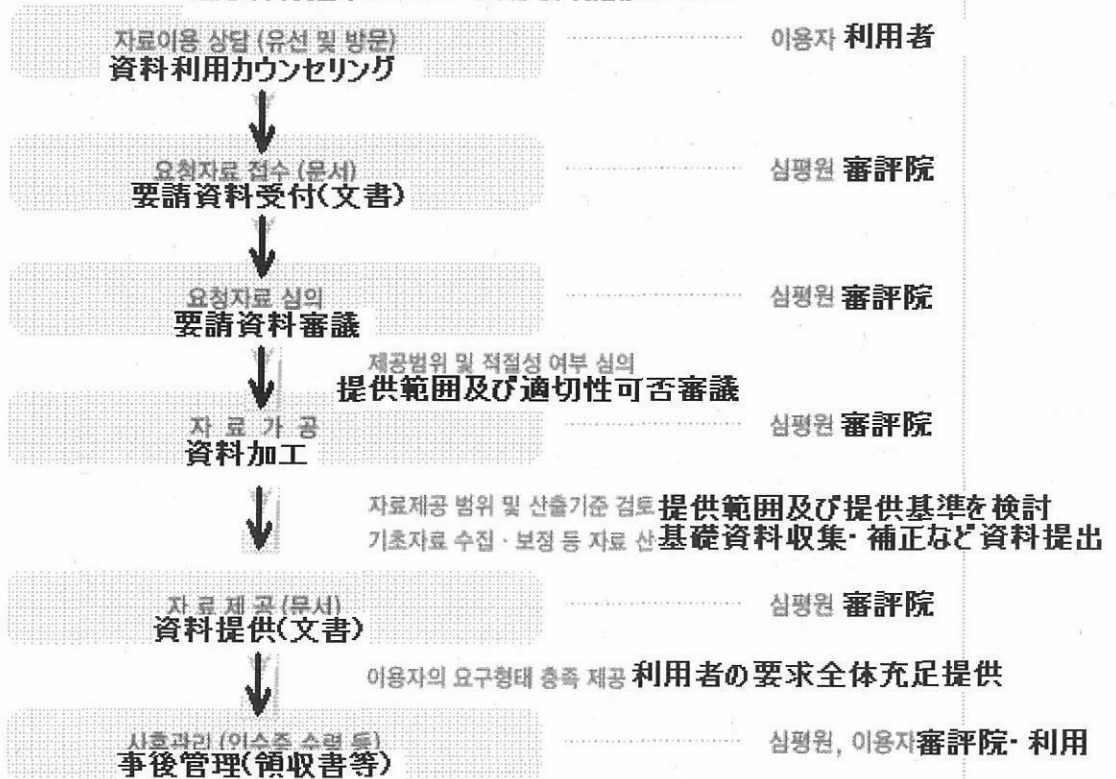 자료이용 상담 (유선 및 방문) 이용자 利用者
資料利用カウンセリング
요청자료 접수 (문서) 심평원 審評院
要請資料受付(文書)
요청자료 심의 심평원 審評院
要請資料審議
제공범위 및 적절성 여부 심의
提供範囲及び適切性可否審議
자 료 가 공 심평원 審評院
資料加工
자료제공 범위 및 산출기준 검토 提供範囲及び提供基準を検討
기초자료 수집 · 보정 등 자료 산 基礎資料収集・補正など資料提出
자 료 제 공 (문서) 심평원 審評院
資料提供(文書)
이용자의 요구형태 충족 제공 利用者の要求全体充足提供
사후관리 (인수증 수령 등) 심평원, 이용자 審評院・利用
事後管理(領収書等)